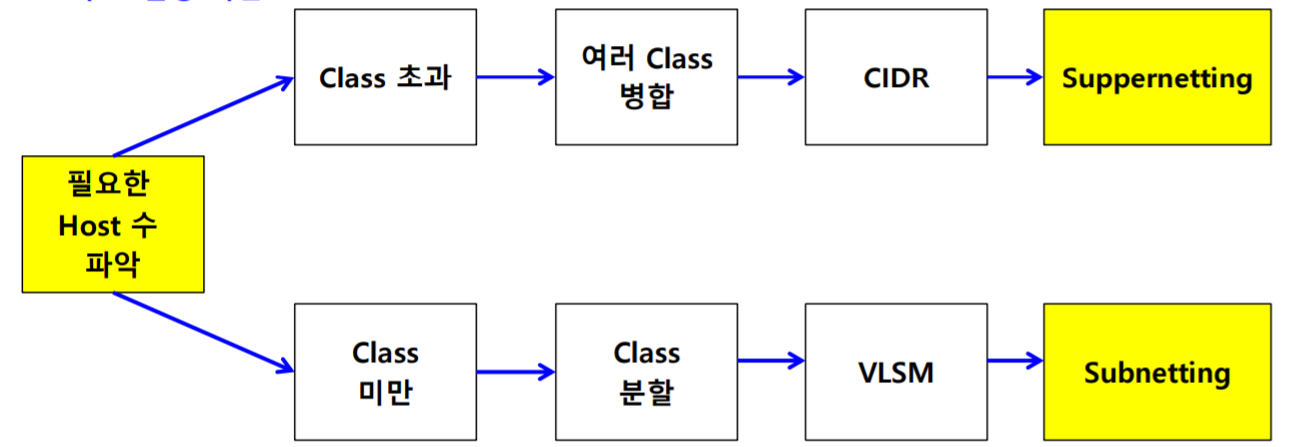 Class 초과
여러 Class
병합
CIDR
Suppernetting
필요한
Host 수
파악
Class
미만
Class
분할
VLSM
Subnetting